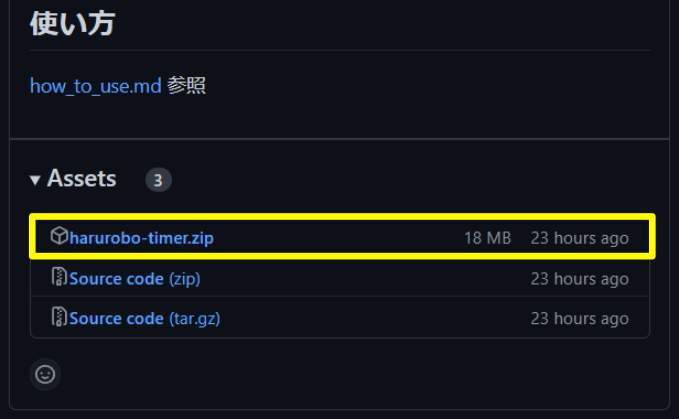 使い方
how_to_use.md 参照
Assets 3
harurobo-timer.zip 18 MB 23 hours ago
Source code (zip) 23 hours ago
Source code (tar.gz) 23 hours ago